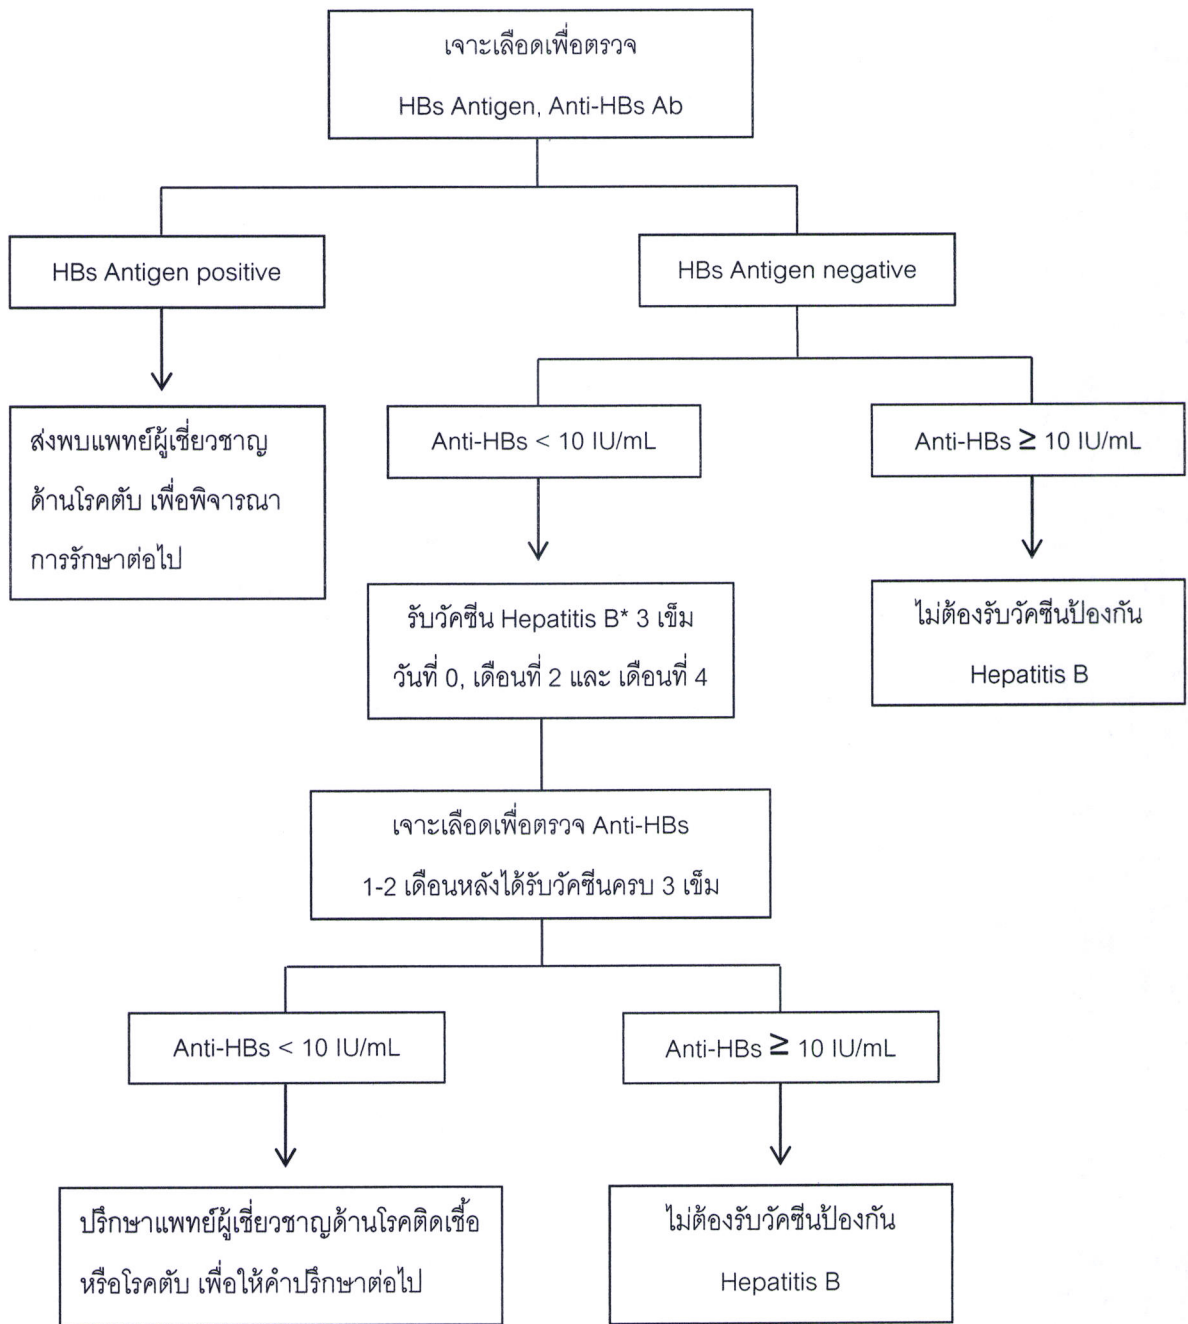 เจาะเลือดเพื่อตรวจ
HBs Antigen, Anti-HBs Ab
HBs Antigen positive
HBs Antigen negative
ส่งพบแพทย์ผู้เชี่ยวชาญ
ด้านโรคตับ เพื่อพิจารณา
การรักษาต่อไป
Anti-HBs < 10 IU/mL
Anti-HBs ≥ 10 IU/mL
รับวัคซีน Hepatitis B* 3 เข็ม
วันที่ 0, เดือนที่ 2 และ เดือนที่ 4
ไม่ต้องรับวัคซีนป้องกัน
Hepatitis B
เจาะเลือดเพื่อตรวจ Anti-HBs
1-2 เดือนหลังได้รับวัคซีนครบ 3 เข็ม
Anti-HBs < 10 IU/mL
Anti-HBs ≥ 10 IU/mL
ปรึกษาแพทย์ผู้เชี่ยวชาญด้านโรคติดเชื้อ
หรือโรคตับ เพื่อให้คำปรึกษาต่อไป
ไม่ต้องรับวัคซีนป้องกัน
Hepatitis B